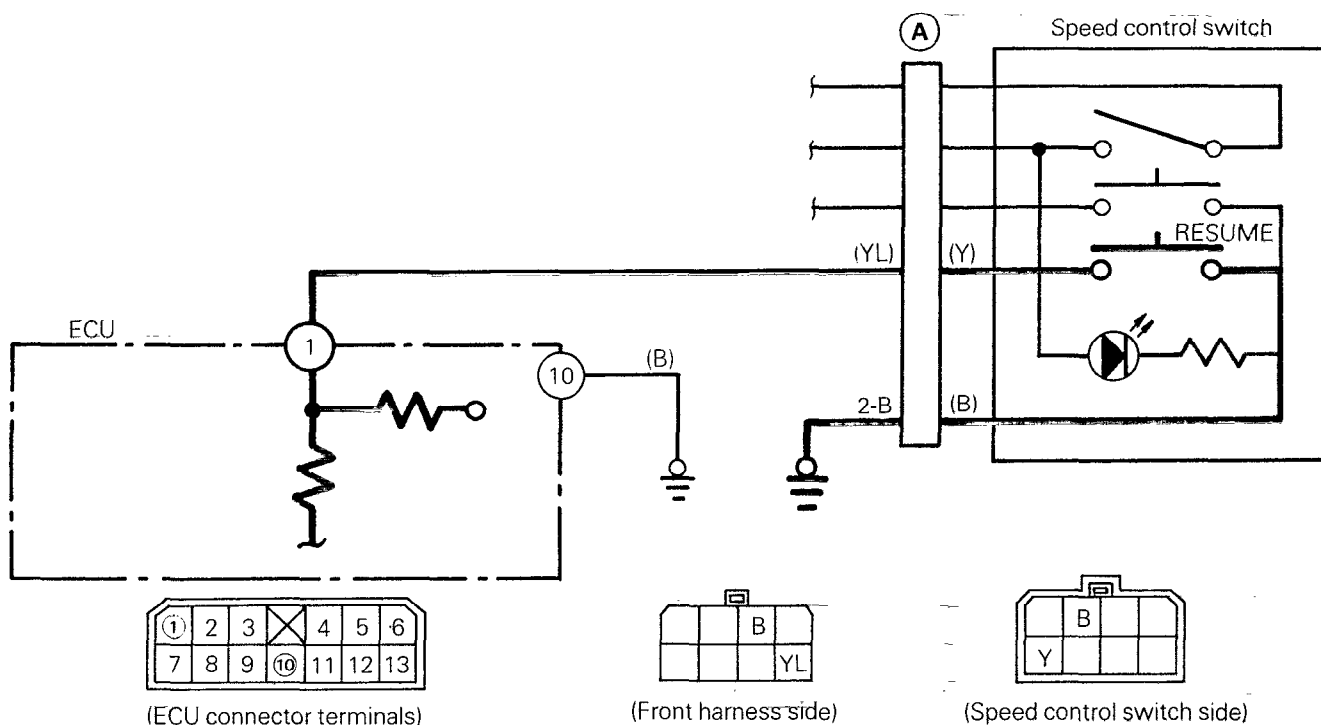 A
Speed control switch
RESUME
(YL) (Y)
ECU
1
10
(B)
2-B (B)
1 2 3 4 5 6
7 8 9 10 11 12 13
(ECU connector terminals)
B
YL
(Front harness side)
B
Y
(Speed control switch side)